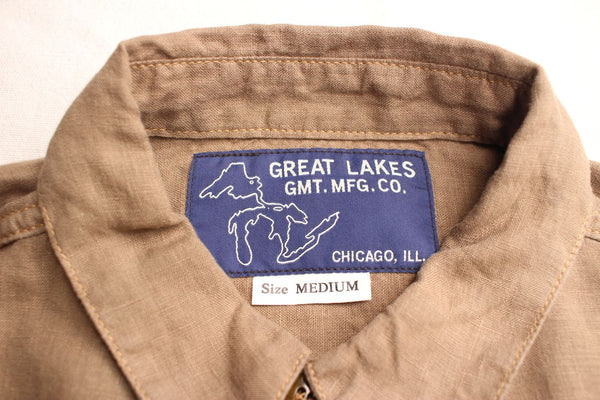 GREAT LAKES
GMT. MFG. CO.
CHICAGO, ILL.
Size MEDIUM